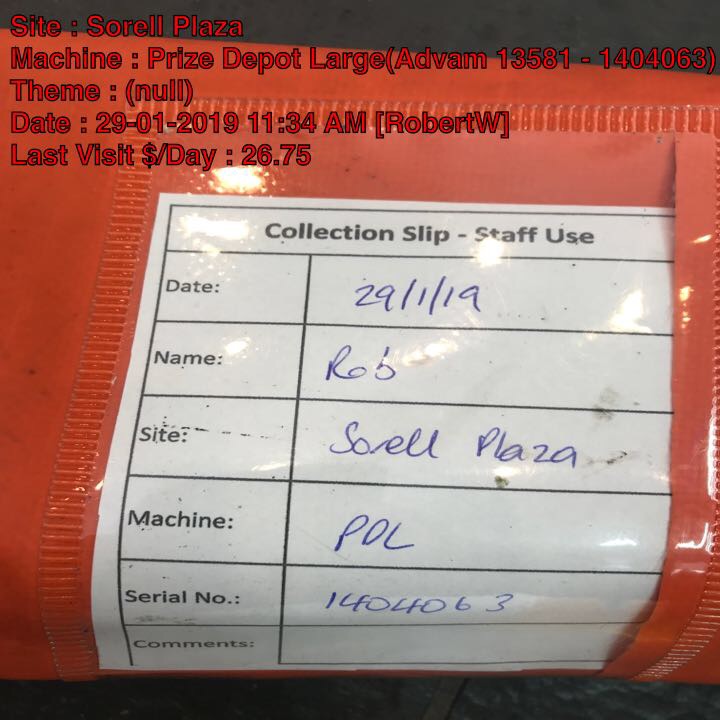 Site : Sorell Plaza
Machine : Prize Depot Large(Advam 13581 - 1404063)
Theme : (null)
Date : 29-01-2019 11:34 AM [RobertW]
Last Visit $/Day : 26.75
Collection Slip - Staff Use
Date: 29/1/19
Name: Rob
Site: Sorell Plaza
Machine: PDL
Serial No.: 1404063
Comments: